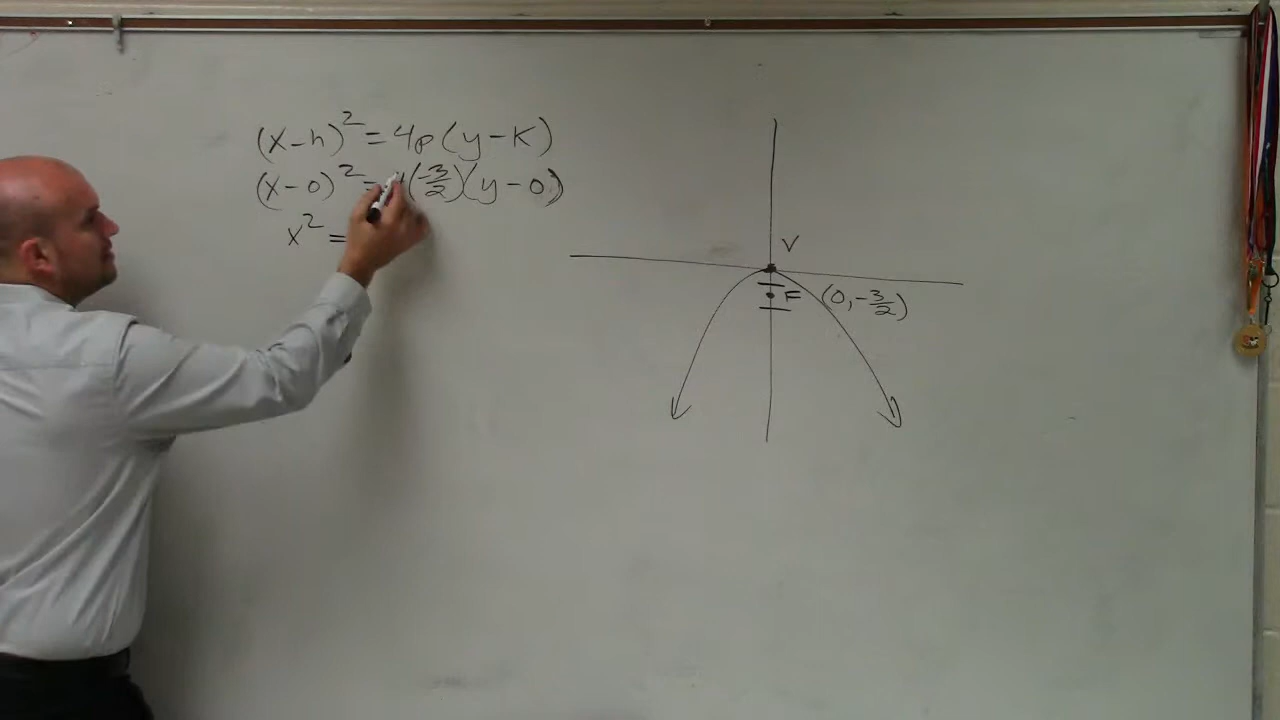 (x-h)² = 4p(y-k)
(x-0)² = 4(-3/2)(y-0)
x² =
V
F (0, -3/2)